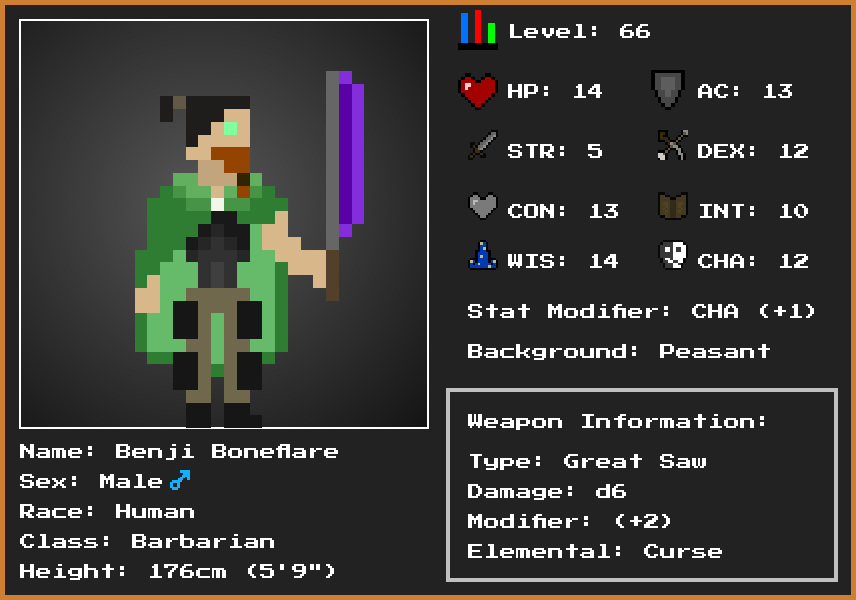 Level: 66
HP: 14
AC: 13
STR: 5
DEX: 12
CON: 13
INT: 10
WIS: 14
CHA: 12
Stat Modifier: CHA (+1)
Background: Peasant
Weapon Information:
Type: Great Saw
Damage: d6
Modifier: (+2)
Elemental: Curse
Name: Benji Boneflare
Sex: Male ♂
Race: Human
Class: Barbarian
Height: 176cm (5'9")